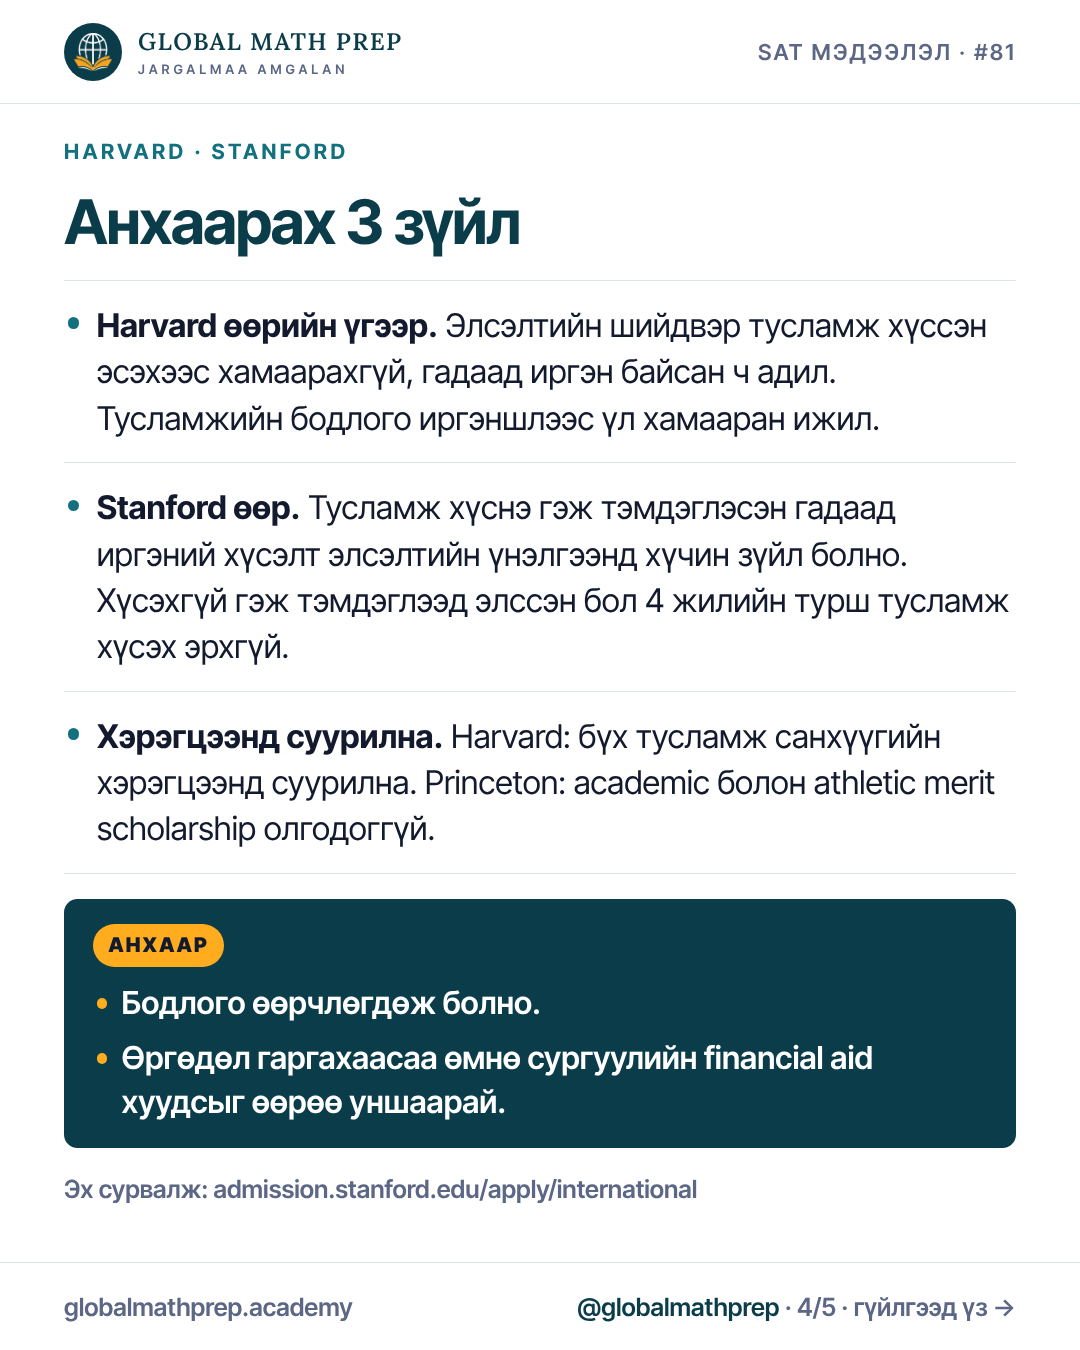 GLOBAL MATH PREP
JARGALMAA AMGALAN
SAT МЭДЭЭЛЭЛ · #81
HARVARD · STANFORD
Анхаарах 3 зүйл
• Harvard өөрийн үгээр. Элсэлтийн шийдвэр тусламж хүссэн
эсэхээс хамаарахгүй, гадаад иргэн байсан ч адил.
Тусламжийн бодлого иргэншлээс үл хамааран ижил.
• Stanford өөр. Тусламж хүснэ гэж тэмдэглэсэн гадаад
иргэний хүсэлт элсэлтийн үнэлгээнд хүчин зүйл болно.
Хүсэхгүй гэж тэмдэглээд элссэн бол 4 жилийн турш тусламж
хүсэх эрхгүй.
• Хэрэгцээнд суурилна. Harvard: бүх тусламж санхүүгийн
хэрэгцээнд суурилна. Princeton: academic болон athletic merit
scholarship олгодоггүй.
АНХААР
• Бодлого өөрчлөгдөж болно.
• Өргөдөл гаргахаасаа өмнө сургуулийн financial aid
хуудсыг өөрөө уншаарай.
Эх сурвалж: admission.stanford.edu/apply/international
globalmathprep.academy
@globalmathprep · 4/5 · гүйлгээд үз →